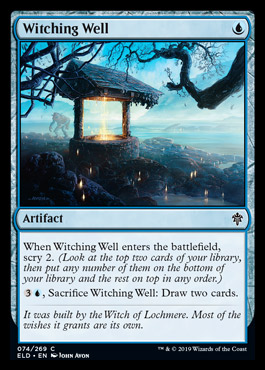 Witching Well
Artifact
When Witching Well enters the battlefield,
scry 2. (Look at the top two cards of your library,
then put any number of them on the bottom of
your library and the rest on top in any order.)
3, Sacrifice Witching Well: Draw two cards.
It was built by the Witch of Lochmere. Most of the
wishes it grants are its own.
074/269 C
ELD • EN JOHN AVON
™ & © 2019 Wizards of the Coast